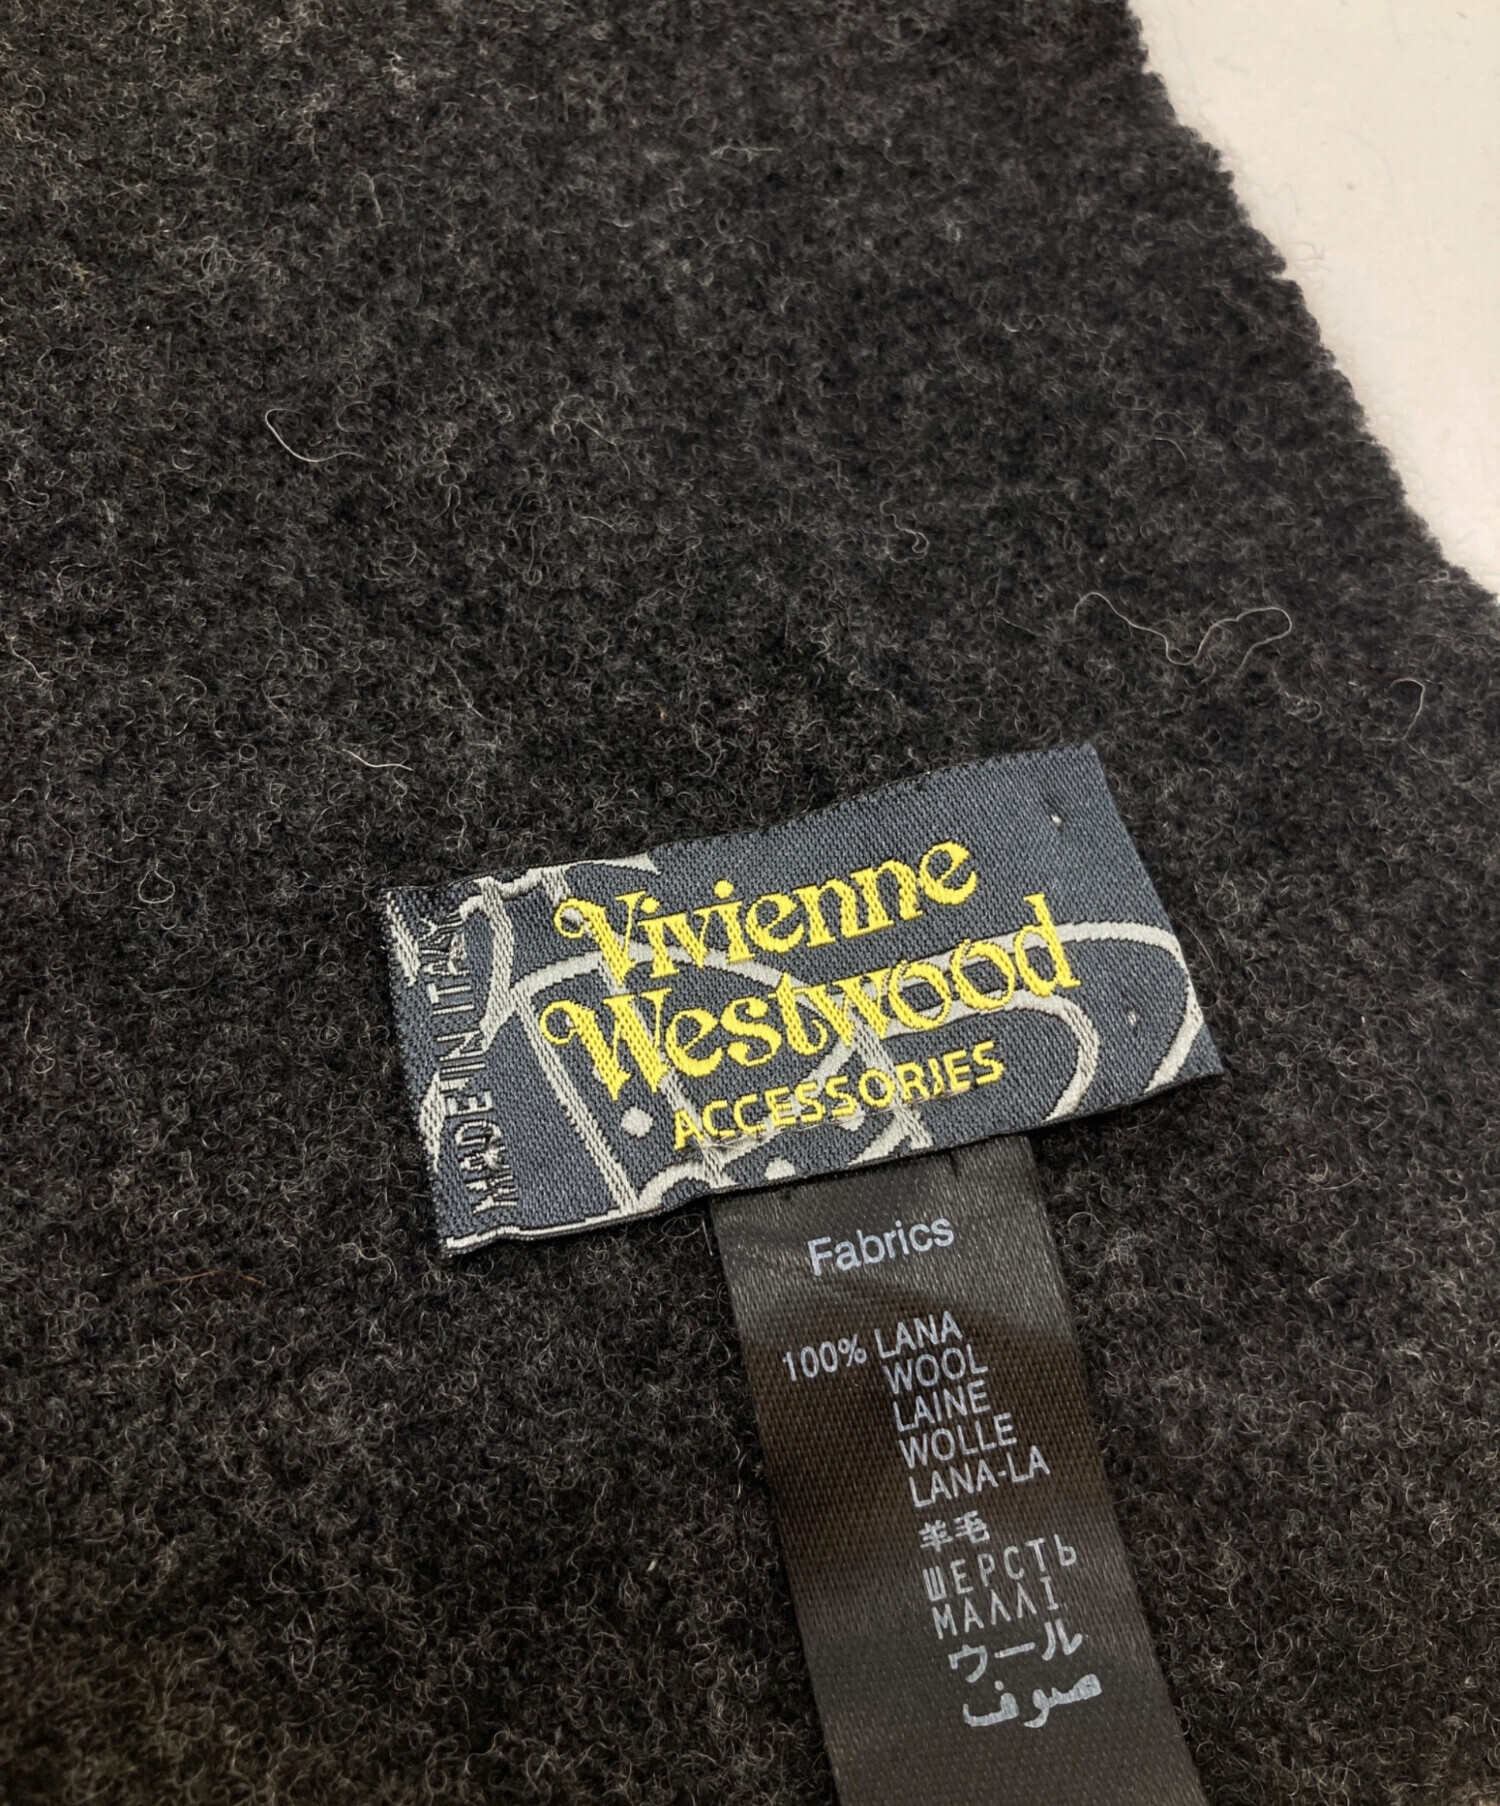 Vivienne
Westwood
ACCESSORIES
MADE IN ITALY
Fabrics
100% LANA
WOOL
LAINE
WOLLE
LANA-LA
羊毛
ШЕРСТЬ
ΜΑΛΛΙ
ウール
صوف